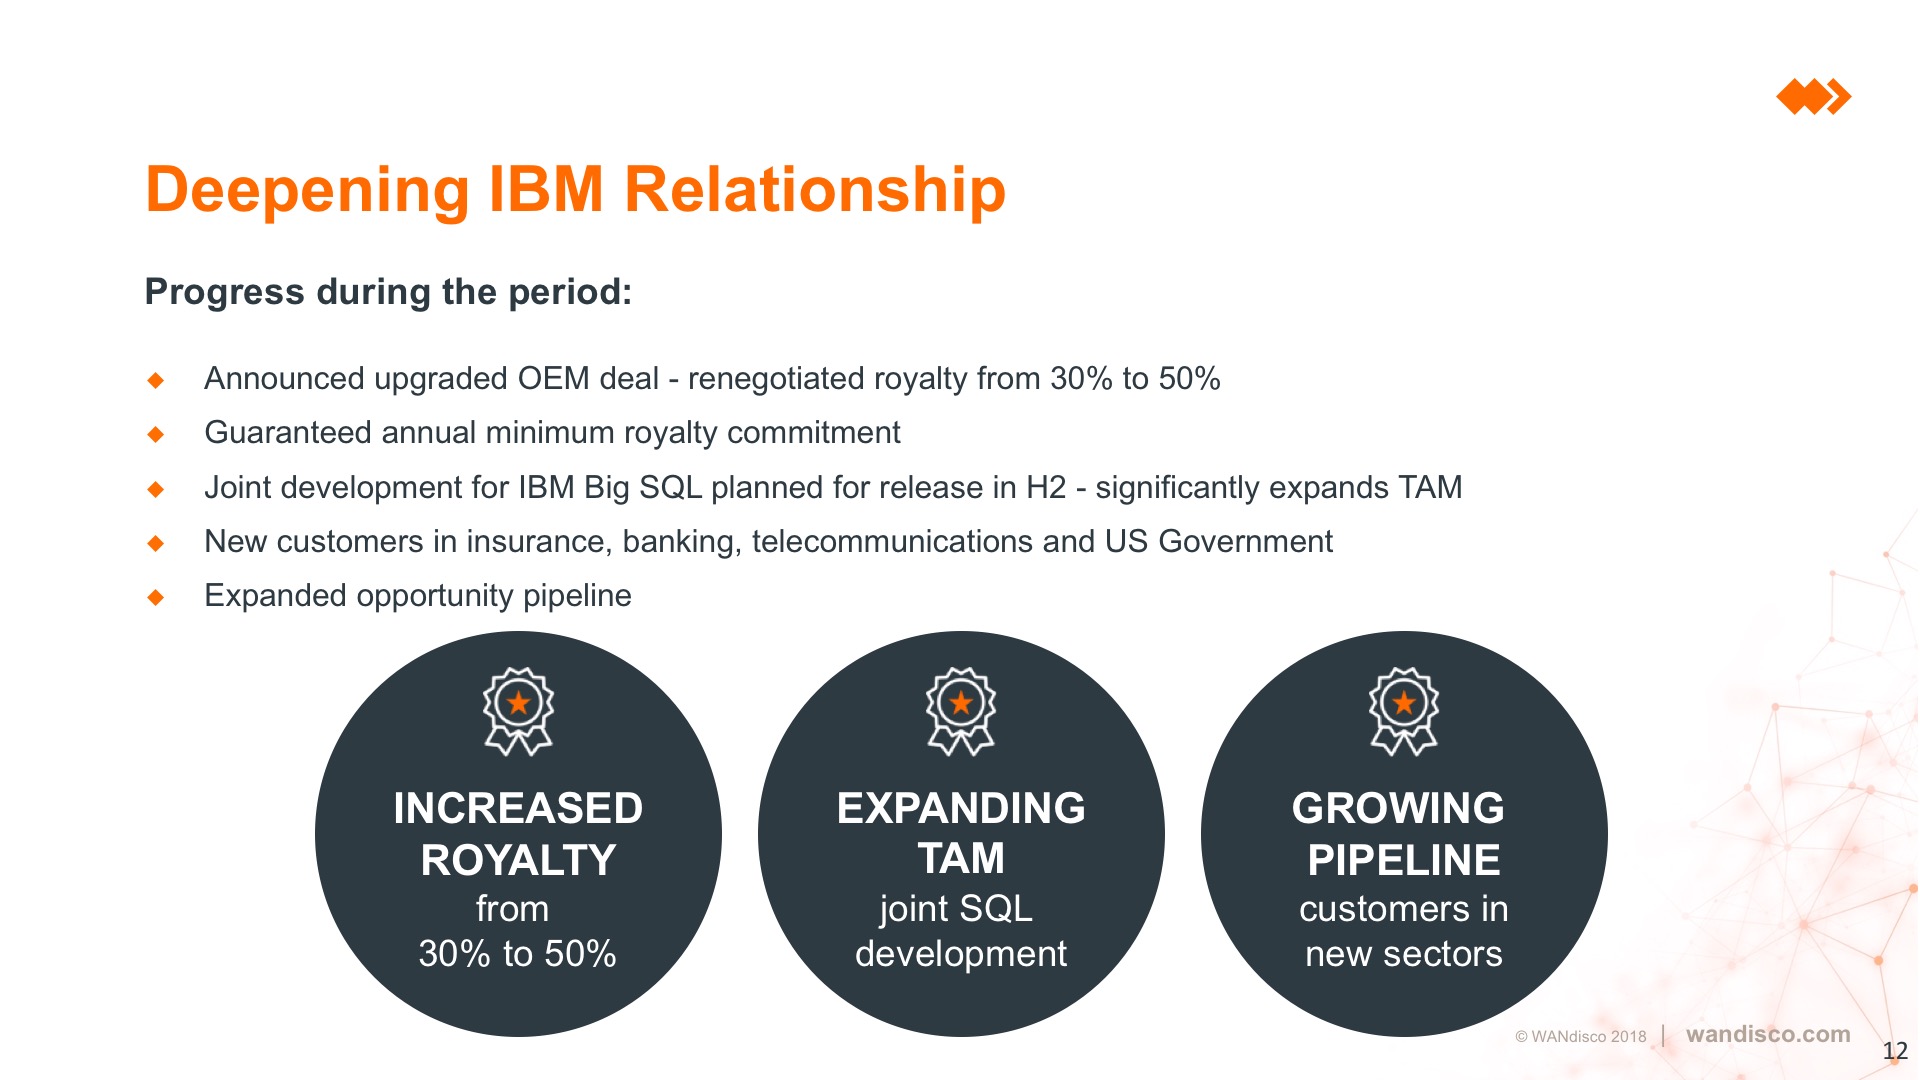 Deepening IBM Relationship
Progress during the period:
Announced upgraded OEM deal - renegotiated royalty from 30% to 50%
Guaranteed annual minimum royalty commitment
Joint development for IBM Big SQL planned for release in H2 - significantly expands TAM
New customers in insurance, banking, telecommunications and US Government
Expanded opportunity pipeline
INCREASED
ROYALTY
from
30% to 50%
EXPANDING
TAM
joint SQL
development
GROWING
PIPELINE
customers in
new sectors
© WANdisco 2018 | wandisco.com
12